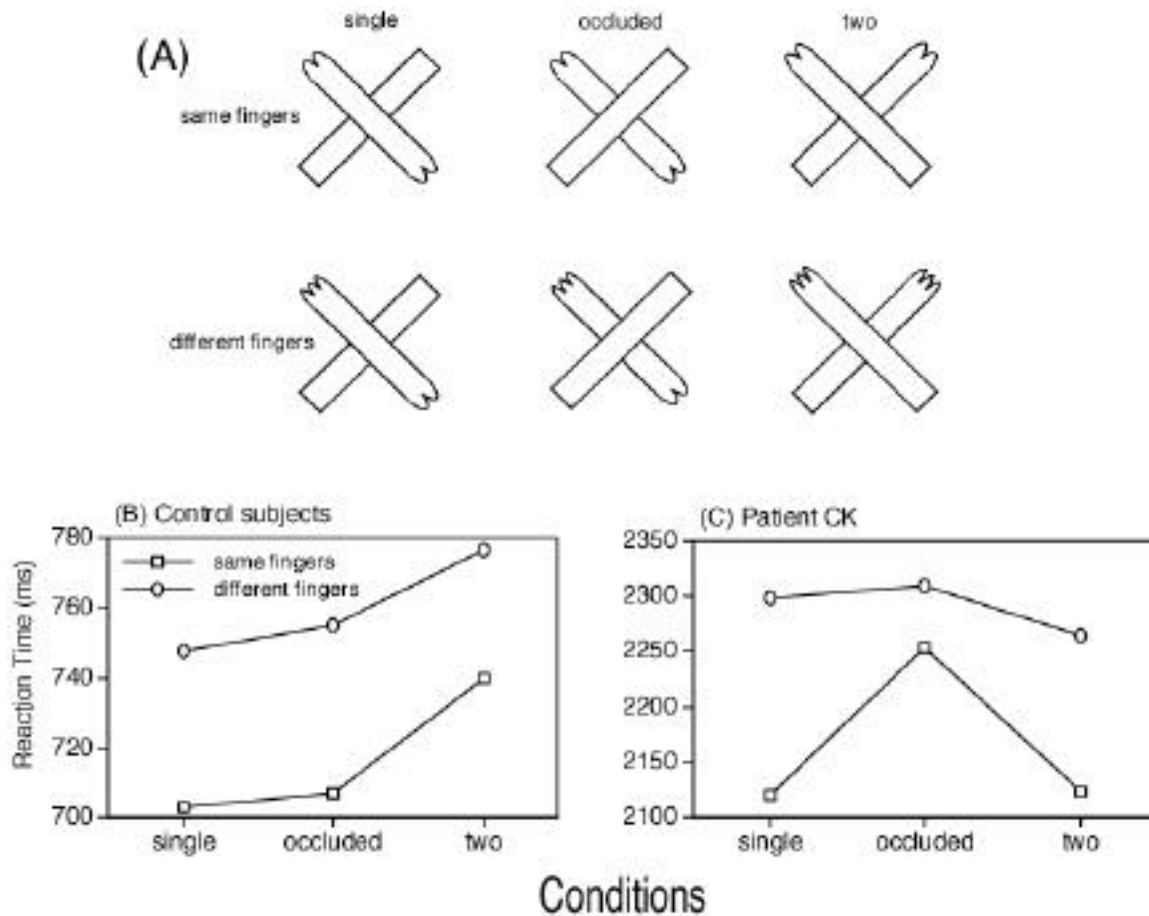 single occluded two
(A)
same fingers
different fingers
(B) Control subjects
780
760
740
720
700
Reaction Time (ms)
same fingers
different fingers
single occluded two
(C) Patient CK
2350
2300
2250
2200
2150
2100
single occluded two
Conditions